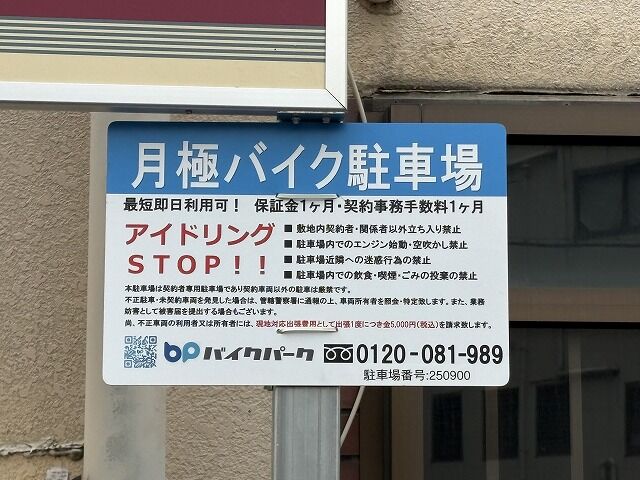 月極バイク駐車場
最短即日利用可！ 保証金1ヶ月・契約事務手数料1ヶ月
アイドリング
STOP！！
■ 敷地内契約者・関係者以外立ち入り禁止
■ 駐車場内でのエンジン始動・空吹かし禁止
■ 駐車場近隣への迷惑行為の禁止
■ 駐車場内での飲食・喫煙・ごみの投棄の禁止
本駐車場は契約者専用駐車場であり契約車両以外の駐車は厳禁です。
不正駐車・未契約車両を発見した場合は、管轄警察署に通報の上、車両所有者を照会・特定致します。また、業務
妨害として被害届を提出する場合もございます。
尚、不正車両の利用者又は所有者には、現地対応出張費用として出張1度につき金5,000円(税込)を請求致します。
bp バイクパーク 0120-081-989
駐車場番号:250900